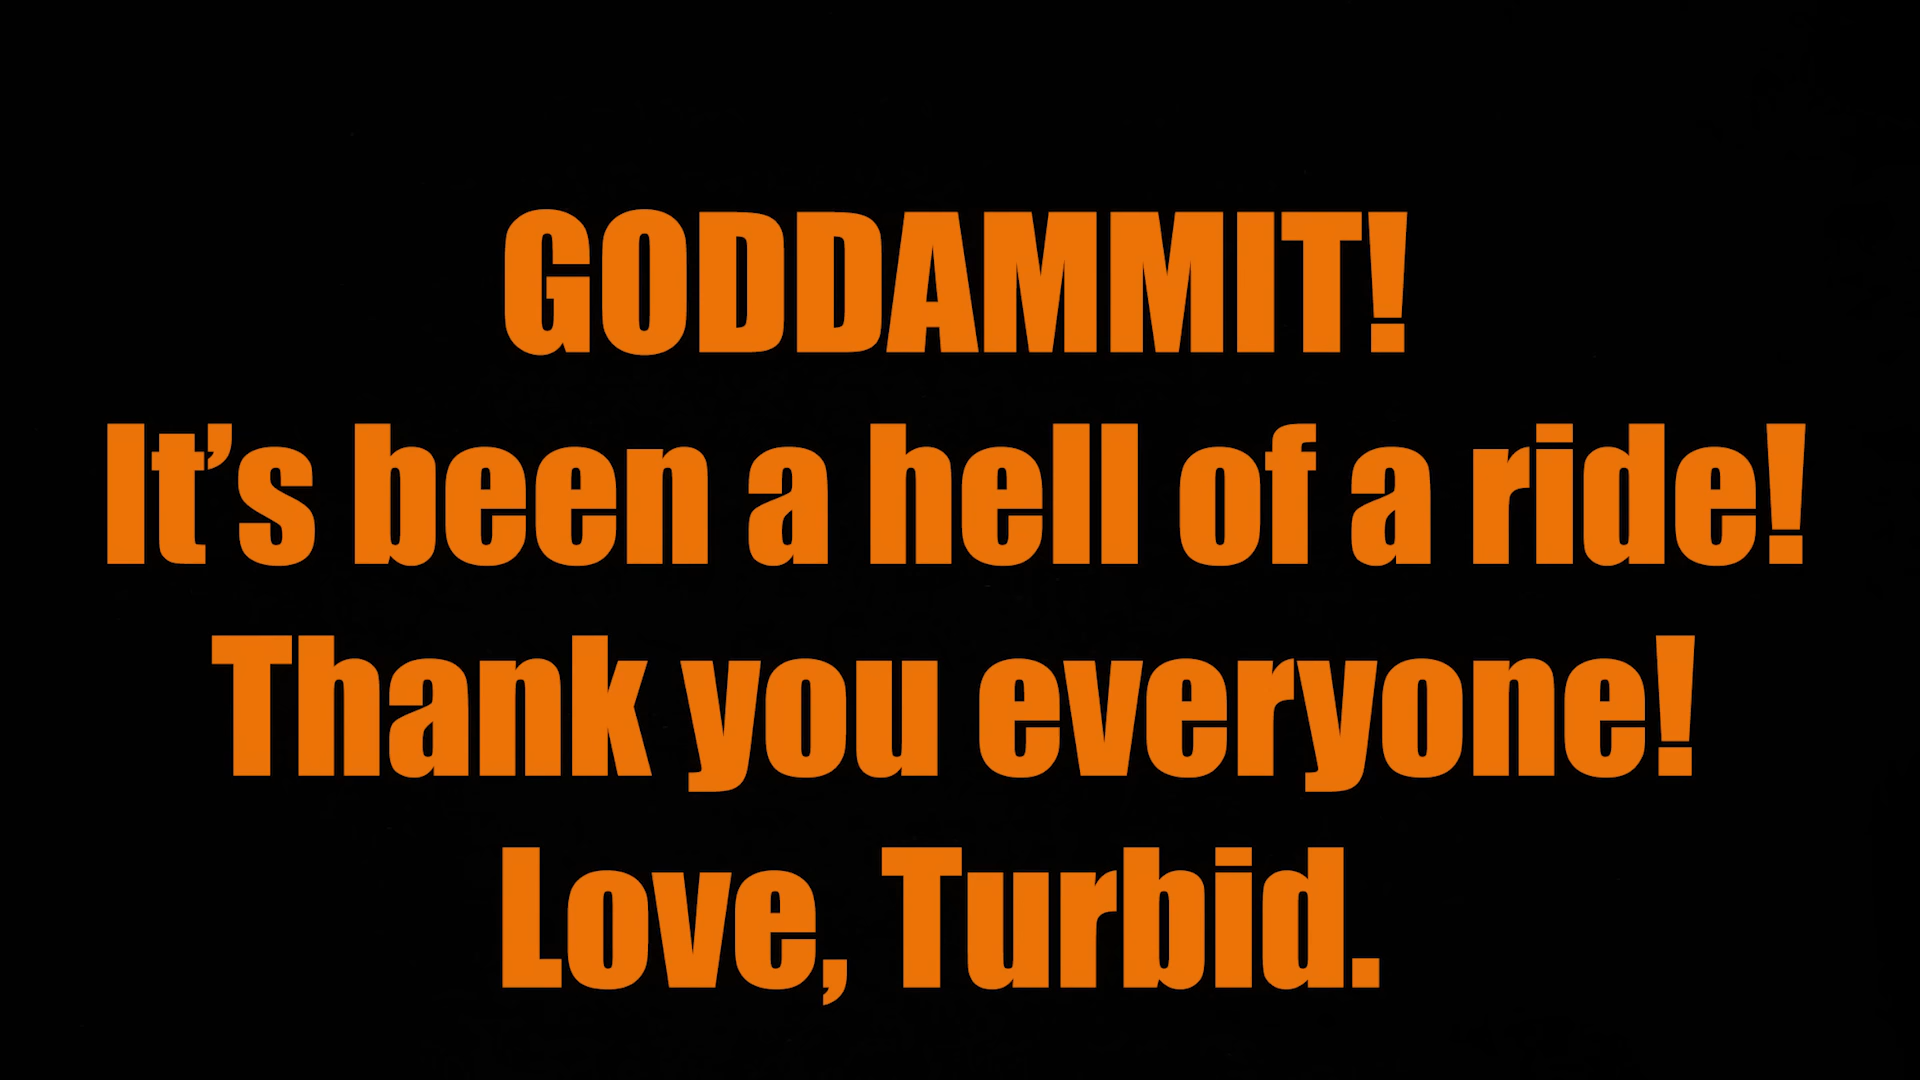 GODDAMMIT!
It’s been a hell of a ride!
Thank you everyone!
Love, Turbid.